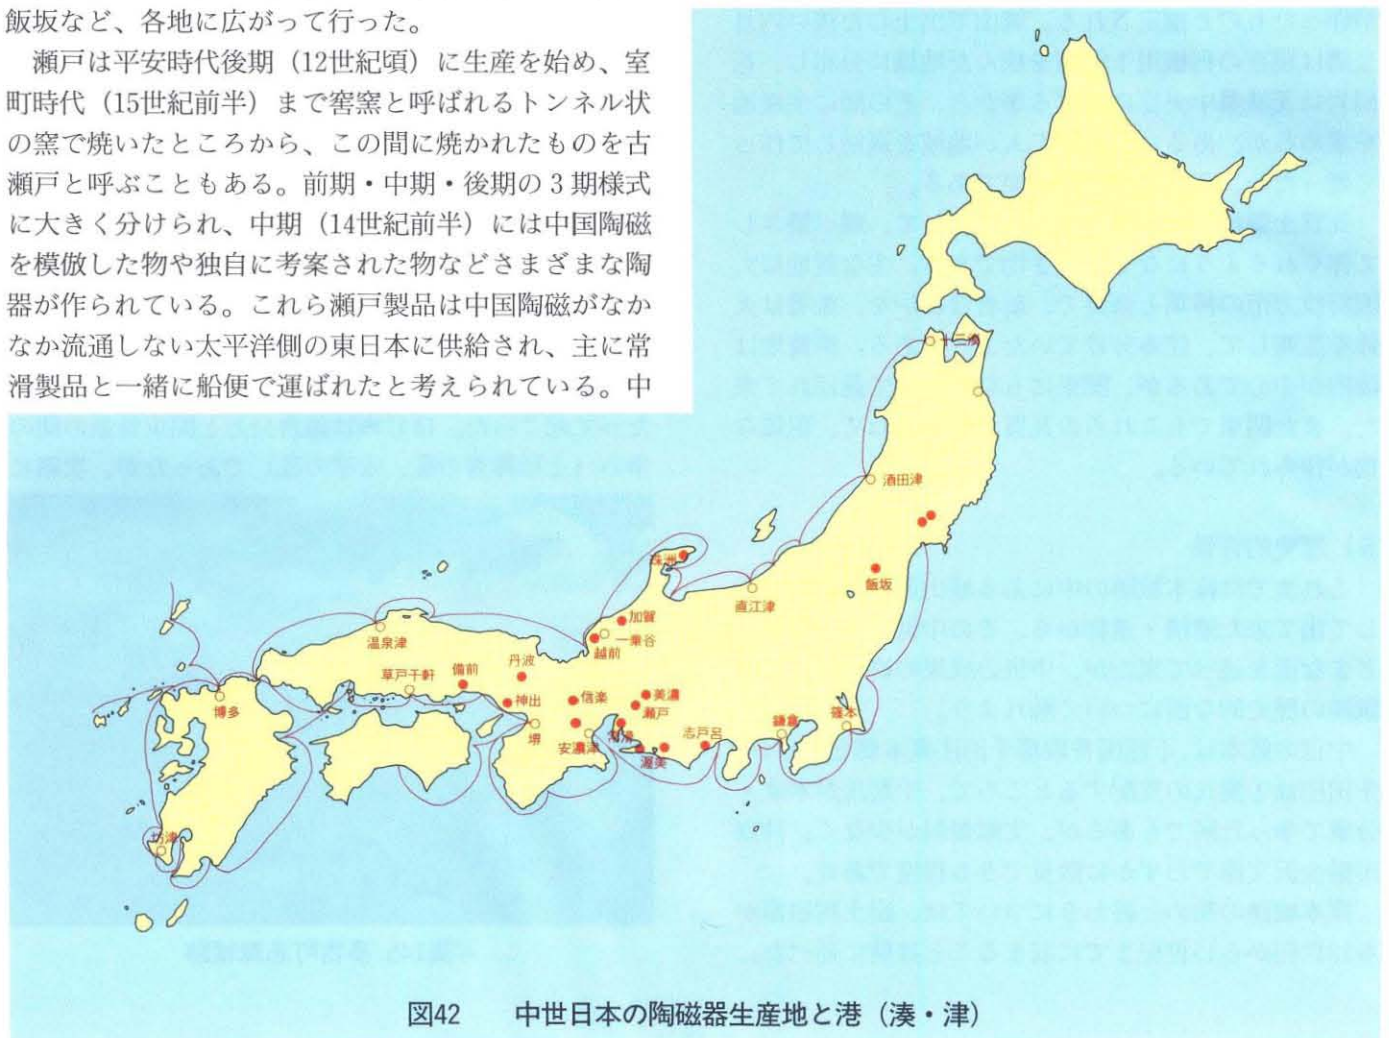 飯坂など、各地に広がって行った。
　瀬戸は平安時代後期（12世紀頃）に生産を始め、室
町時代（15世紀前半）まで窖窯と呼ばれるトンネル状
の窯で焼いたところから、この間に焼かれたものを古
瀬戸と呼ぶこともある。前期・中期・後期の3期様式
に大きく分けられ、中期（14世紀前半）には中国陶磁
を模倣した物や独自に考案された物などさまざまな陶
器が作られている。これら瀬戸製品は中国陶磁がなか
なか流通しない太平洋側の東日本に供給され、主に常
滑製品と一緒に船便で運ばれたと考えられている。中
十三湊
酒田津
飯坂
珠洲
直江津
加賀
一乗谷
越前
温泉津
草戸千軒
備前
丹波
神出
信楽
美濃
瀬戸
博多
堺
安濃津
常滑
渥美
志戸呂
鎌倉
篠本
坊津
図42　中世日本の陶磁器生産地と港（湊・津）